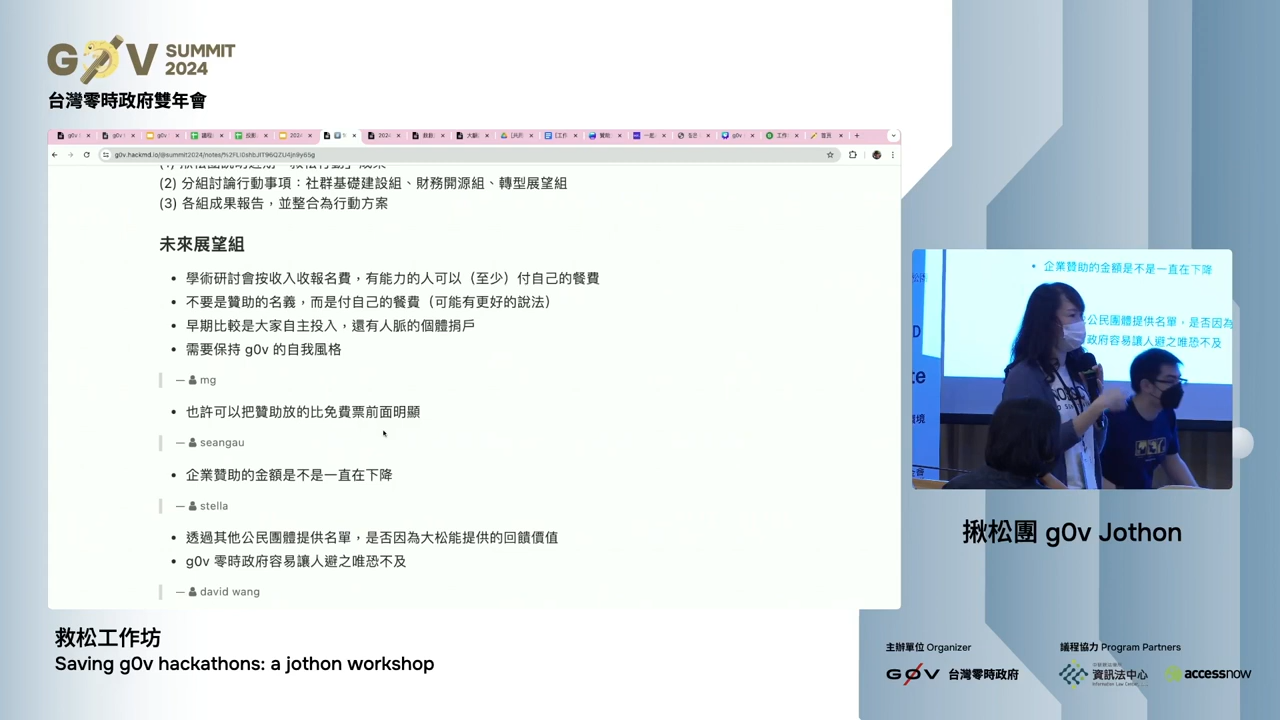 G0V SUMMIT 2024
台灣零時政府雙年會
g0v.hackmd.io/@summit2024/notes/
(2) 分組討論行動事項：社群基礎建設組、財務開源組、轉型展望組
(3) 各組成果報告，並整合為行動方案
未來展望組
學術研討會按收入收報名費，有能力的人可以（至少）付自己的餐費
不要是贊助的名義，而是付自己的餐費（可能有更好的說法）
早期比較是大家自主投入，還有人脈的個體捐戶
需要保持 g0v 的自我風格
— mg
也許可以把贊助放的比免費票前面明顯
— seangau
企業贊助的金額是不是一直在下降
— stella
透過其他公民團體提供名單，是否因為大松能提供的回饋價值
g0v 零時政府容易讓人避之唯恐不及
— david wang
企業贊助的金額是不是一直在下降
公民團體提供名單，是否因為
政府容易讓人避之唯恐不及
揪松團 g0v Jothon
救松工作坊
Saving g0v hackathons: a jothon workshop
主辦單位 Organizer
議程協力 Program Partners
G0V 台灣零時政府
資訊法中心
Information Law Center
accessnow